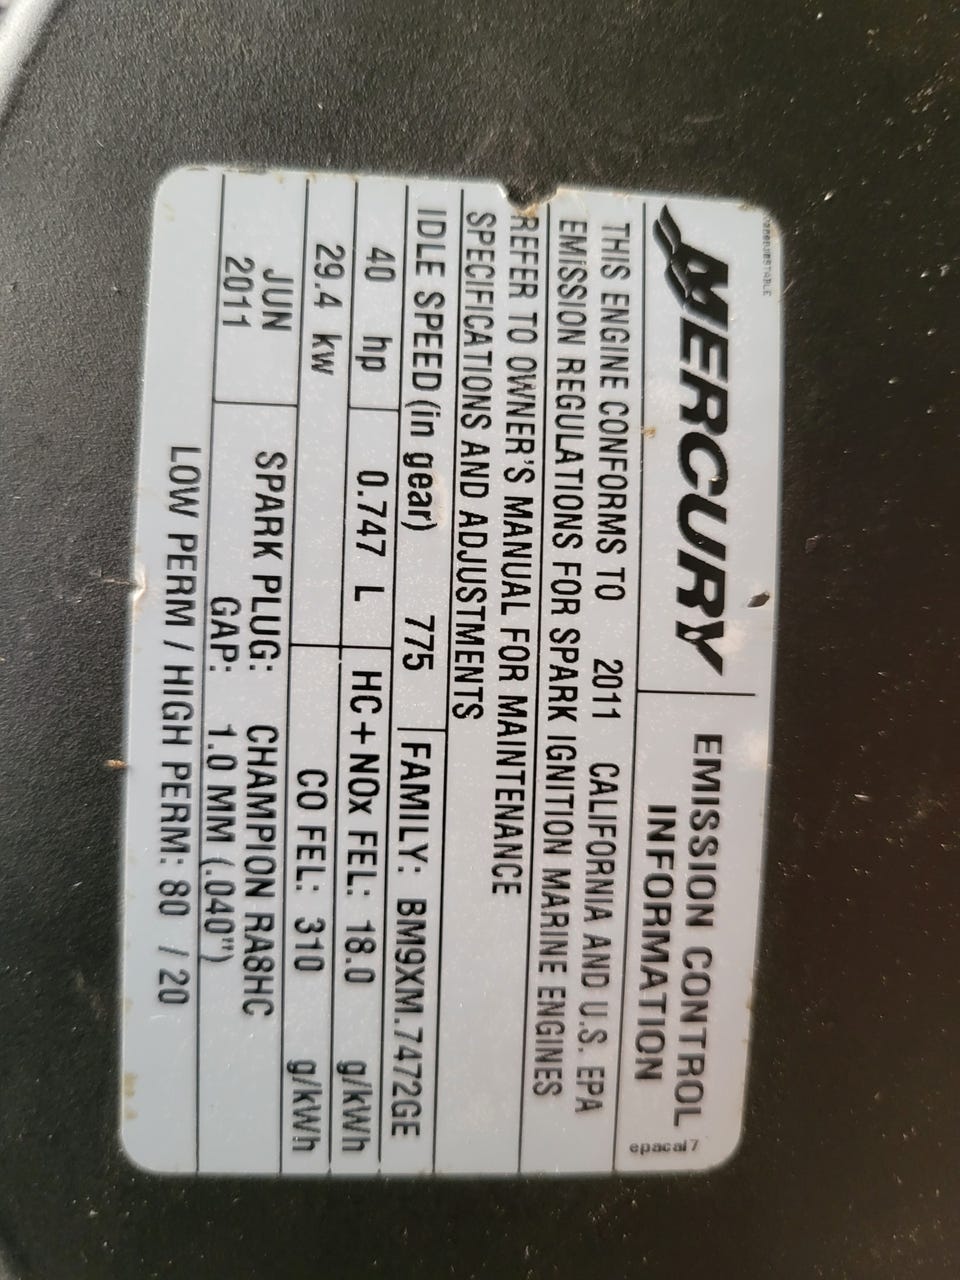 MERCURY
EMISSION CONTROL
INFORMATION
epacal7
THIS ENGINE CONFORMS TO 2011 CALIFORNIA AND U.S. EPA
EMISSION REGULATIONS FOR SPARK IGNITION MARINE ENGINES
REFER TO OWNER'S MANUAL FOR MAINTENANCE
SPECIFICATIONS AND ADJUSTMENTS
IDLE SPEED (in gear) 775 FAMILY: BM9XM.7472GE
40 hp 0.747 L HC+NOx FEL: 18.0 g/kWh
29.4 kw CO FEL: 310 g/kWh
JUN SPARK PLUG: CHAMPION RA8HC
2011 GAP: 1.0 MM (.040")
LOW PERM / HIGH PERM: 80 / 20